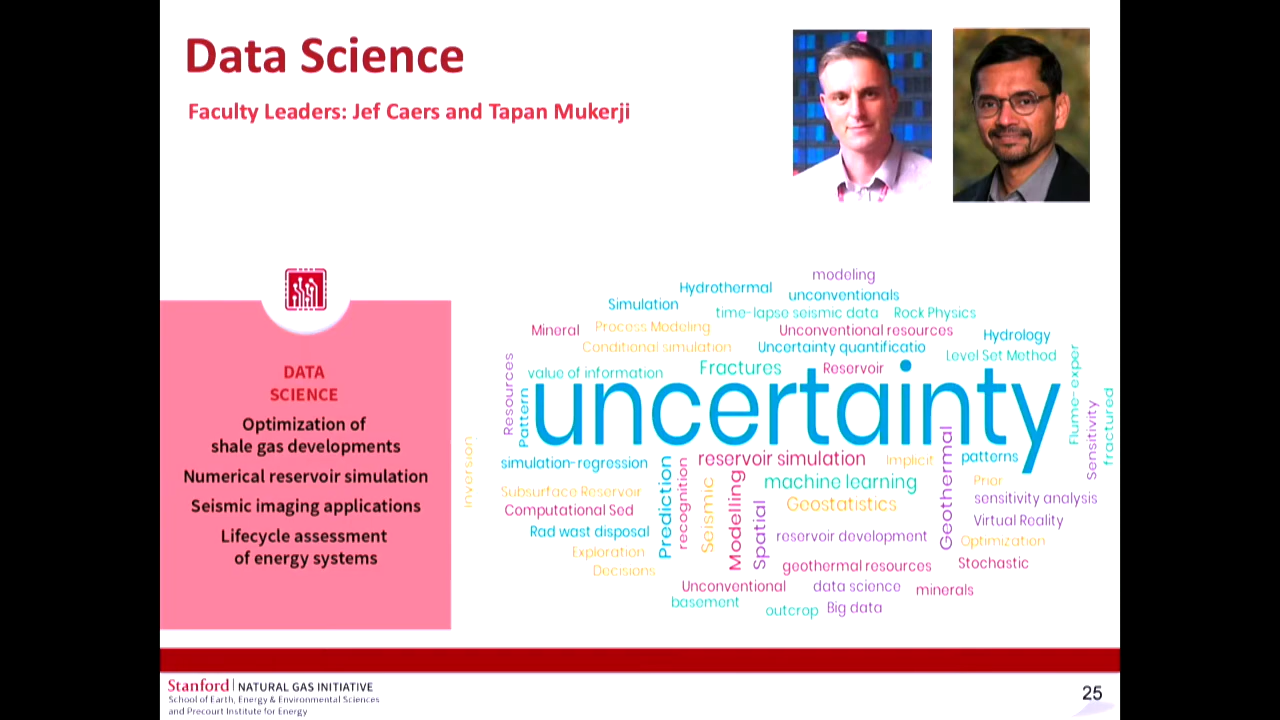 Data Science
Faculty Leaders: Jef Caers and Tapan Mukerji
DATA
SCIENCE
Optimization of
shale gas developments
Numerical reservoir simulation
Seismic imaging applications
Lifecycle assessment
of energy systems
modeling
Hydrothermal
unconventionals
Simulation
time-lapse seismic data
Rock Physics
Mineral
Process Modeling
Unconventional resources
Hydrology
Conditional simulation
Uncertainty quantificatio
Level Set Method
value of information
Fractures
Reservoir
Resources
Pattern
uncertainty
Flume-exper
Sensitivity
fractured
Inversion
simulation-regression
reservoir simulation
Implicit
patterns
Subsurface Reservoir
Prediction
recognition
Seismic
Modelling
Spatial
machine learning
Geothermal
Prior
Computational Sed
Geostatistics
sensitivity analysis
Rad wast disposal
reservoir development
Virtual Reality
Exploration
Optimization
Decisions
geothermal resources
Stochastic
Unconventional
data science
minerals
basement
outcrop
Big data
Stanford | NATURAL GAS INITIATIVE
School of Earth, Energy & Environmental Sciences
and Precourt Institute for Energy
25